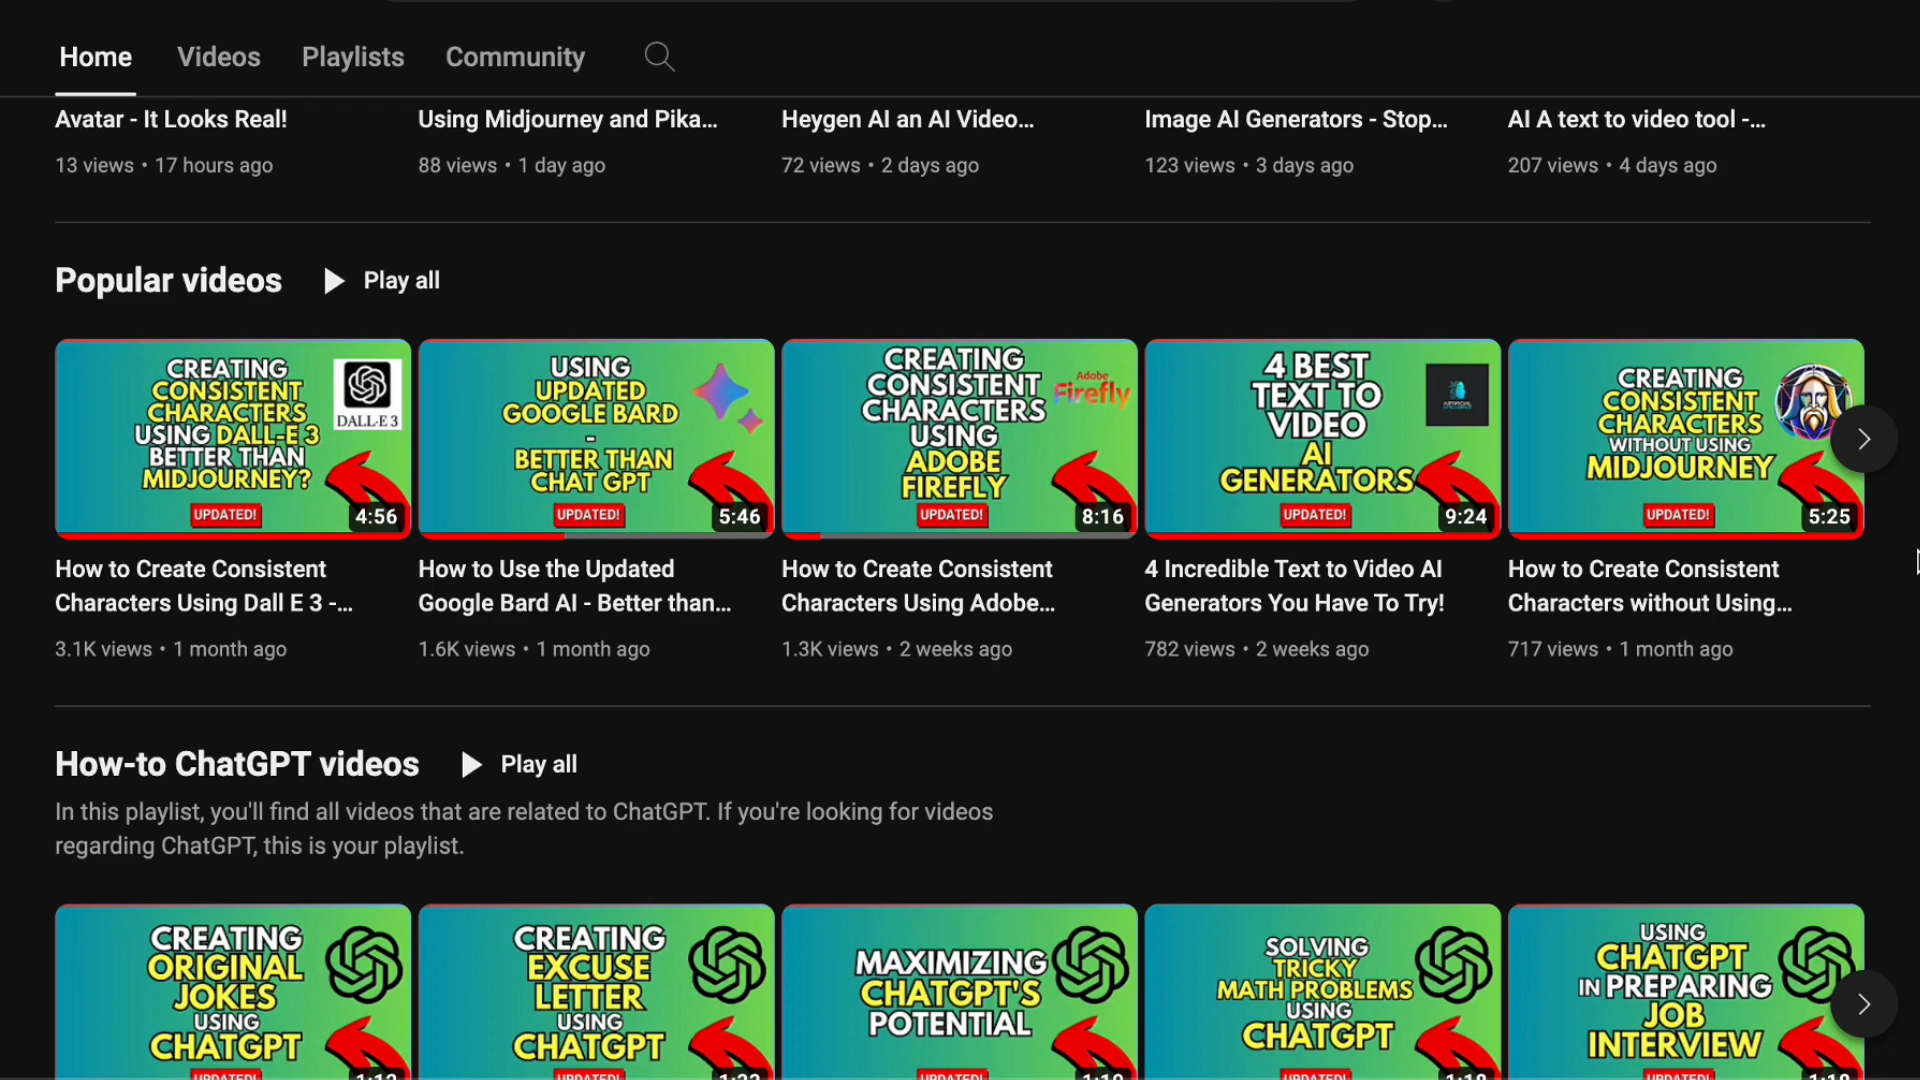 Home Videos Playlists Community
Avatar - It Looks Real!
13 views • 17 hours ago
Using Midjourney and Pika...
88 views • 1 day ago
Heygen AI an AI Video...
72 views • 2 days ago
Image AI Generators - Stop...
123 views • 3 days ago
AI A text to video tool -...
207 views • 4 days ago
Popular videos Play all
CREATING
CONSISTENT
CHARACTERS
USING DALL-E 3
BETTER THAN
MIDJOURNEY?
UPDATED!
DALL-E 3
4:56
How to Create Consistent
Characters Using Dall E 3 -...
3.1K views • 1 month ago
USING
UPDATED
GOOGLE BARD
-
BETTER THAN
CHAT GPT
UPDATED!
5:46
How to Use the Updated
Google Bard AI - Better than...
1.6K views • 1 month ago
CREATING
CONSISTENT
CHARACTERS
USING
ADOBE
FIREFLY
UPDATED!
Adobe
Firefly
8:16
How to Create Consistent
Characters Using Adobe...
1.3K views • 2 weeks ago
4 BEST
TEXT TO
VIDEO
AI
GENERATORS
UPDATED!
9:24
4 Incredible Text to Video AI
Generators You Have To Try!
782 views • 2 weeks ago
CREATING
CONSISTENT
CHARACTERS
WITHOUT USING
MIDJOURNEY
UPDATED!
5:25
How to Create Consistent
Characters without Using...
717 views • 1 month ago
How-to ChatGPT videos Play all
In this playlist, you'll find all videos that are related to ChatGPT. If you're looking for videos
regarding ChatGPT, this is your playlist.
CREATING
ORIGINAL
JOKES
USING
CHATGPT
UPDATED!
1:12
CREATING
EXCUSE
LETTER
USING
CHATGPT
UPDATED!
MAXIMIZING
CHATGPT'S
POTENTIAL
UPDATED!
SOLVING
TRICKY
MATH PROBLEMS
USING
CHATGPT
UPDATED!
USING
CHATGPT
IN PREPARING
JOB
INTERVIEW
UPDATED!